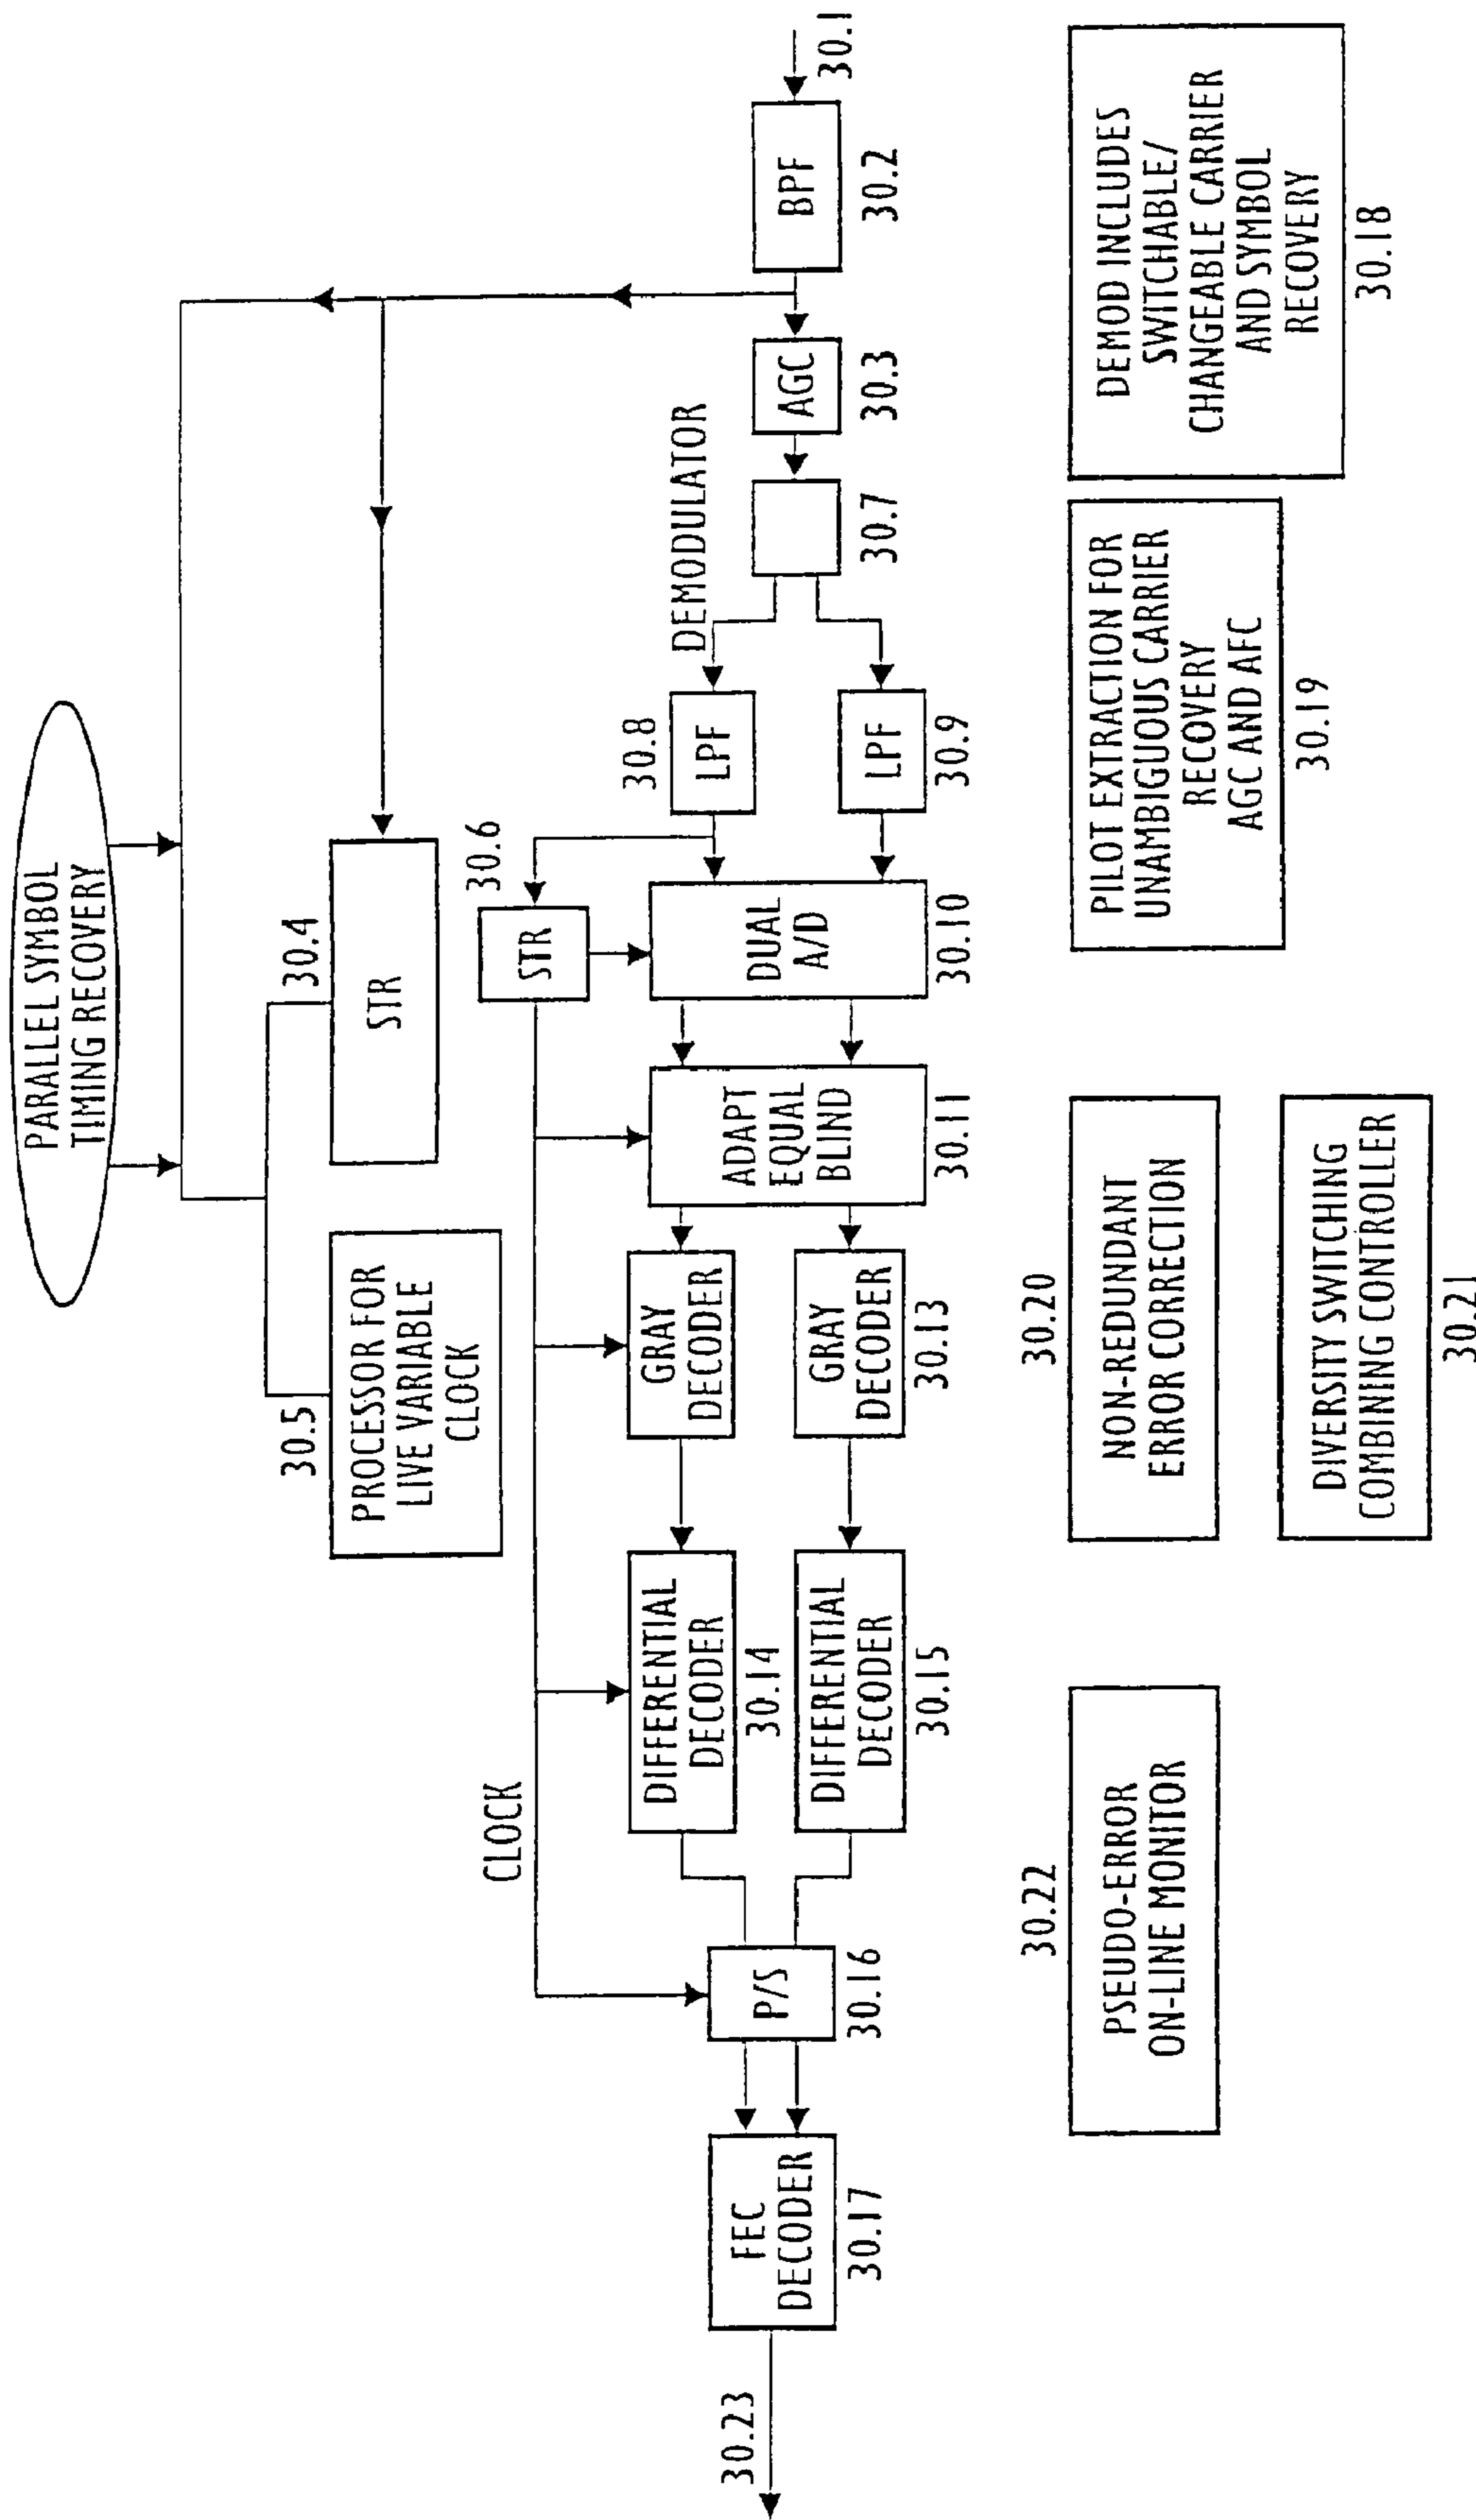 PARALLEL SYMBOL
TIMING RECOVERY
30.5
PROCESSOR FOR
LIVE VARIABLE
CLOCK
30.4
STR
CLOCK
30.6
STR
DEMODULATOR
30.23
FEC
DECODER
30.17
P/S
30.16
DIFFERENTIAL
DECODER
30.14
DIFFERENTIAL
DECODER
30.15
GRAY
DECODER
GRAY
DECODER
30.13
ADAPT
EQUAL
BLIND
30.11
DUAL
A/D
30.10
30.8
LPF
LPF
30.9
30.7
AGC
30.3
BPF
30.2
30.1
30.22
PSEUDO-ERROR
ON-LINE MONITOR
30.20
NON-REDUNDANT
ERROR CORRECTION
DIVERSITY SWITCHING
COMBINING CONTROLLER
30.21
PILOT EXTRACTION FOR
UNAMBIGUOUS CARRIER
RECOVERY
AGC AND AFC
30.19
DEMOD INCLUDES
SWITCHABLE/
CHANGEABLE CARRIER
AND SYMBOL
RECOVERY
30.18